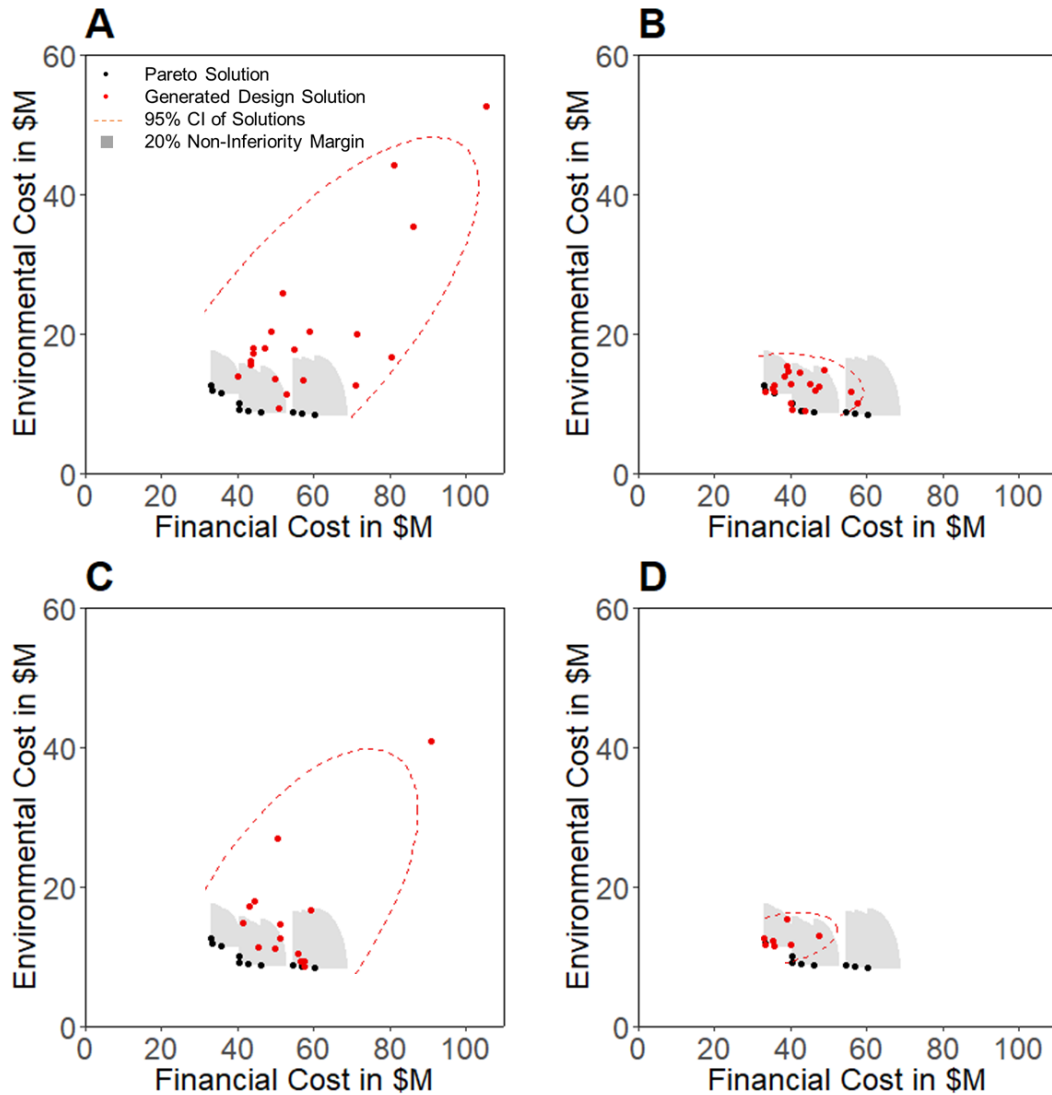 A
60
40
20
0
Environmental Cost in $M
Pareto Solution
Generated Design Solution
95% CI of Solutions
20% Non-Inferiority Margin
0 20 40 60 80 100
Financial Cost in $M
B
60
40
20
0
Environmental Cost in $M
0 20 40 60 80 100
Financial Cost in $M
C
60
40
20
0
Environmental Cost in $M
0 20 40 60 80 100
Financial Cost in $M
D
60
40
20
0
Environmental Cost in $M
0 20 40 60 80 100
Financial Cost in $M